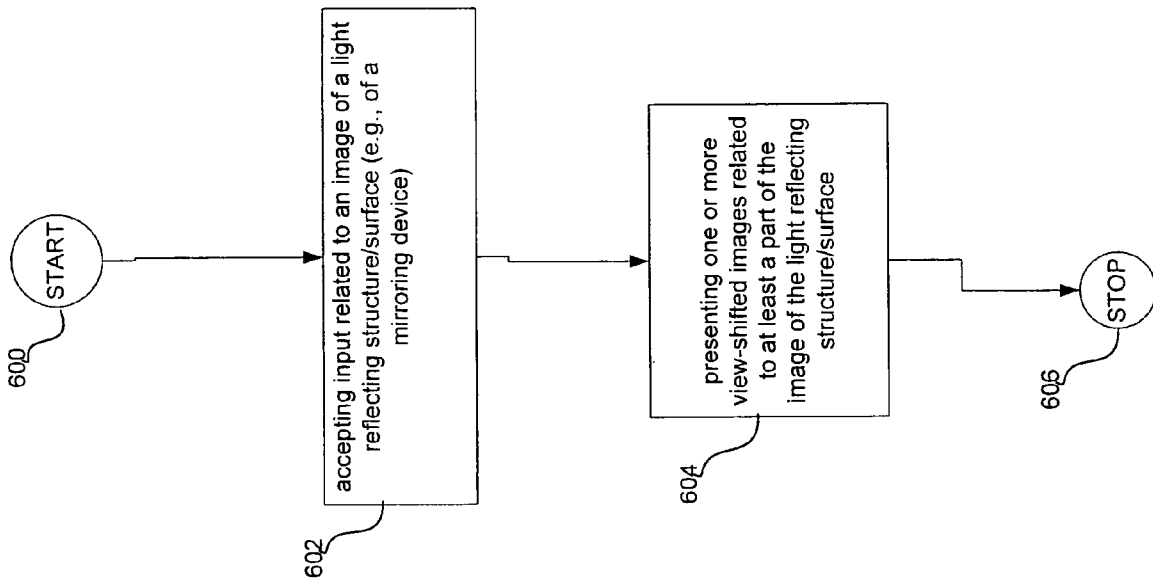 600
START
602
accepting input related to an image of a light
reflecting structure/surface (e.g., of a
mirroring device)
604
presenting one or more
view-shifted images related
to at least a part of the
image of the light reflecting
structure/surface
606
STOP